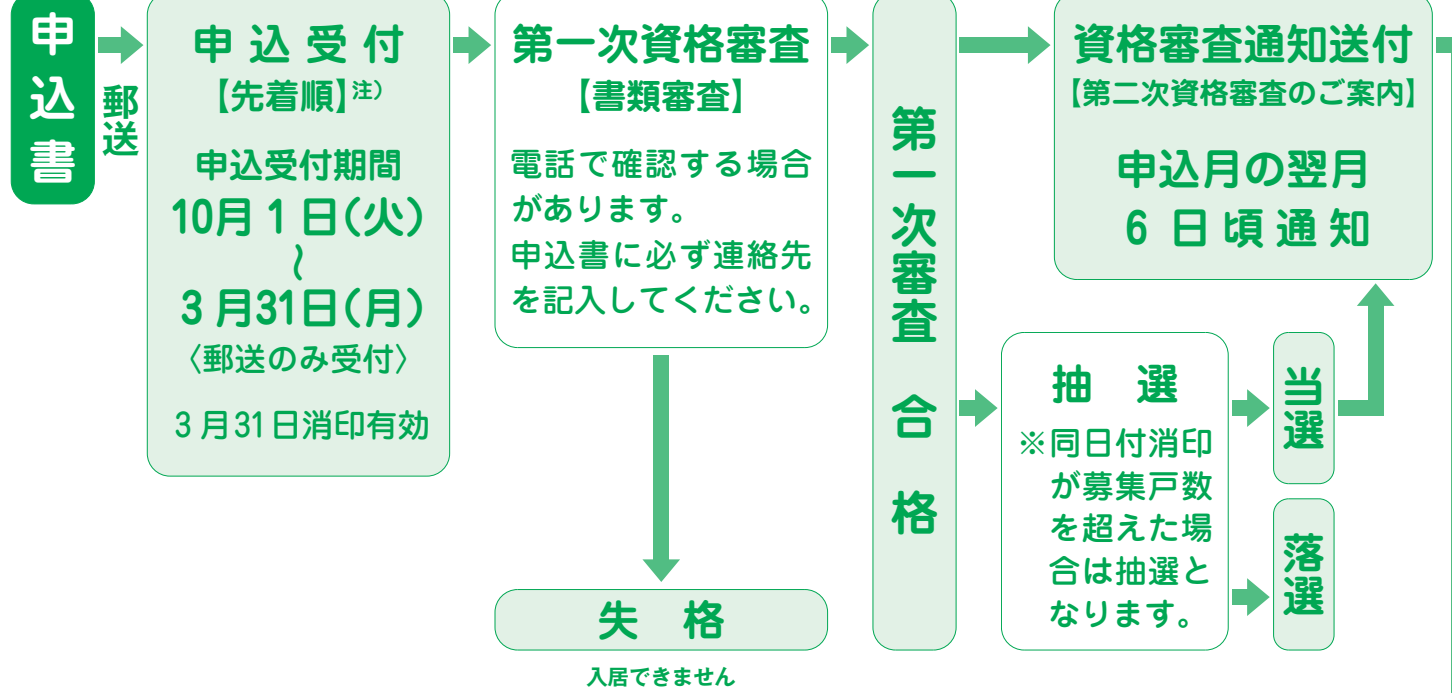 申込書
郵送
申込受付
【先着順】注)
申込受付期間
10月1日(火)
〜
3月31日(月)
〈郵送のみ受付〉
3月31日消印有効
第一次資格審査
【書類審査】
電話で確認する場合
があります。
申込書に必ず連絡先
を記入してください。
失格
入居できません
第一次審査 合格
資格審査通知送付
【第二次資格審査のご案内】
申込月の翌月
6日頃通知
抽選
※同日付消印
が募集戸数
を超えた場
合は抽選と
なります。
当選
落選